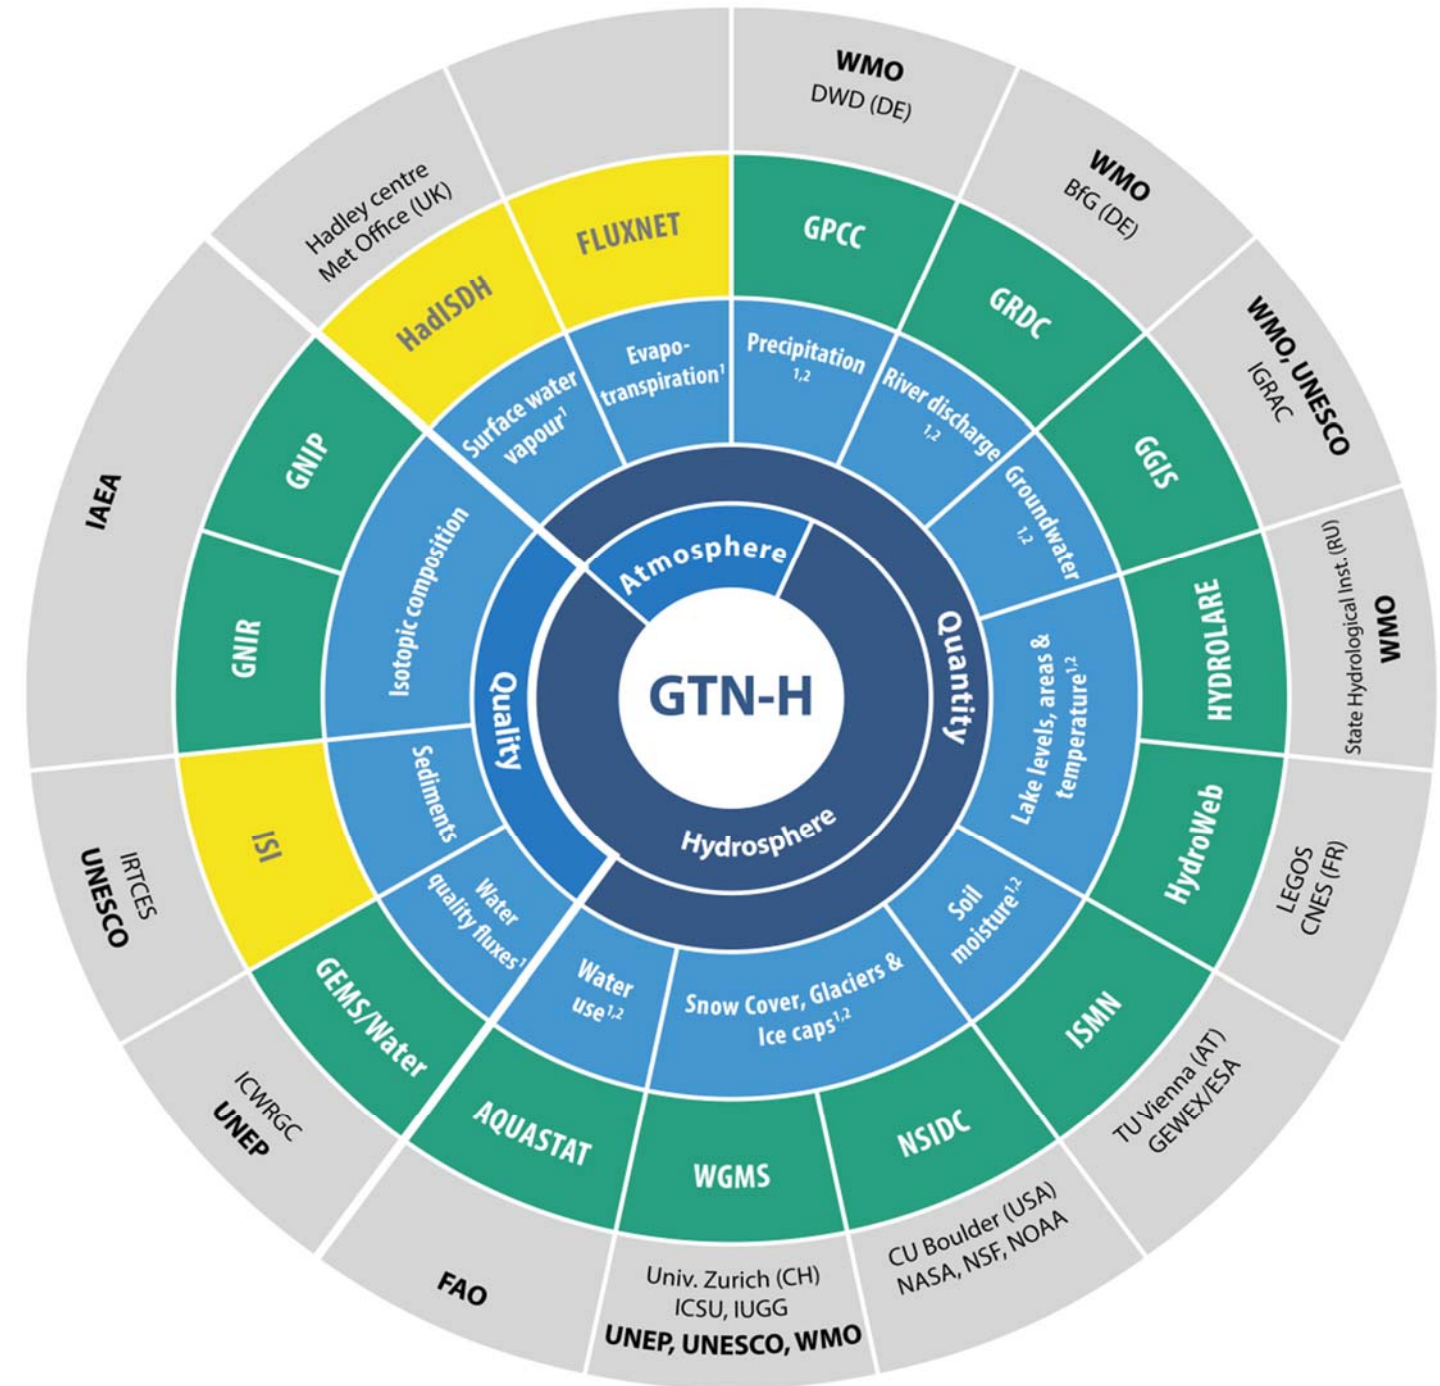 GTN-H
Atmosphere
Hydrosphere
Quantity
Quality
Precipitation
1,2
River discharge
1,2
Groundwater
1,2
Lake levels, areas &
temperature1,2
Soil
moisture1,2
Snow Cover, Glaciers &
Ice caps1,2
Water
use1,2
Water
quality fluxes1
Sediments
Isotopic composition
Surface water
vapour1
Evapo-
transpiration1
GPCC
GRDC
GGIS
HYDROLARE
HydroWeb
ISMN
NSIDC
WGMS
AQUASTAT
GEMS/Water
ISI
GNIR
GNIP
HadISDH
FLUXNET
WMO
DWD (DE)
WMO
BfG (DE)
WMO, UNESCO
IGRAC
WMO
State Hydrological Inst. (RU)
LEGOS
CNES (FR)
TU Vienna (AT)
GEWEX/ESA
CU Boulder (USA)
NASA, NSF, NOAA
Univ. Zurich (CH)
ICSU, IUGG
UNEP, UNESCO, WMO
FAO
ICWRGC
UNEP
IRTCES
UNESCO
IAEA
Hadley centre
Met Office (UK)